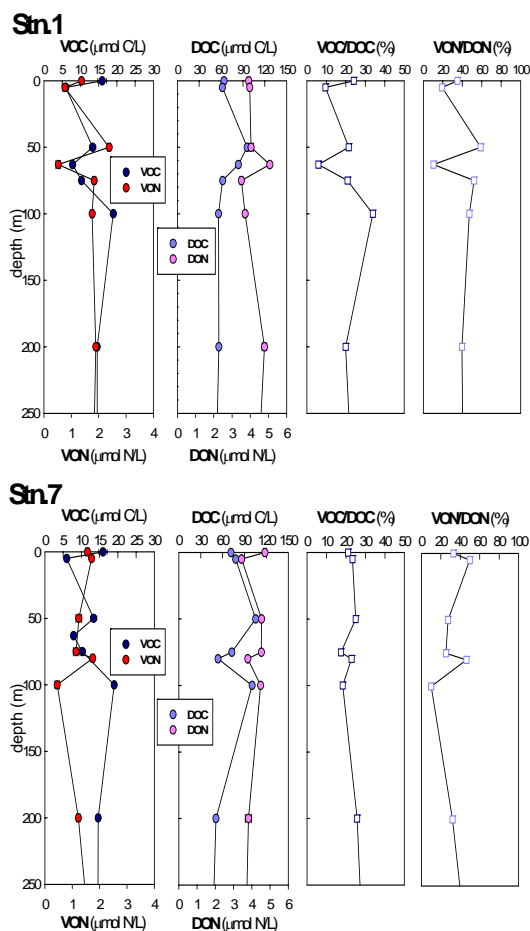 Stn.1
VOC (μmol C/L) DOC (μmol C/L) VOC/DOC (%) VON/DON (%)
0 5 10 15 20 25 30 0 30 60 90 120 150 0 10 20 30 40 50 0 20 40 60 80 100
0
50
100
150
200
250
depth (m)
VOC
VON
DOC
DON
0 1 2 3 4 0 1 2 3 4 5 6
VON (μmol N/L) DON (μmol N/L)
Stn.7
VOC (μmol C/L) DOC (μmol C/L) VOC/DOC (%) VON/DON (%)
0 5 10 15 20 25 30 0 30 60 90 120 150 0 10 20 30 40 50 0 20 40 60 80 100
0
50
100
150
200
250
depth (m)
VOC
VON
DOC
DON
0 1 2 3 4 0 1 2 3 4 5 6
VON (μmol N/L) DON (μmol N/L)